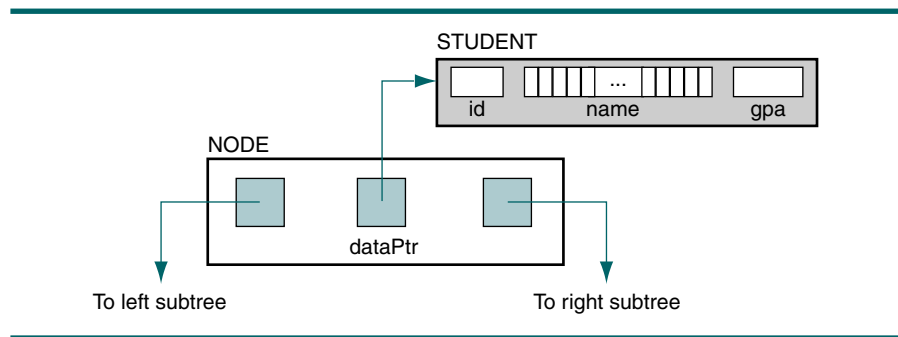 STUDENT
...
id name gpa
NODE
dataPtr
To left subtree To right subtree